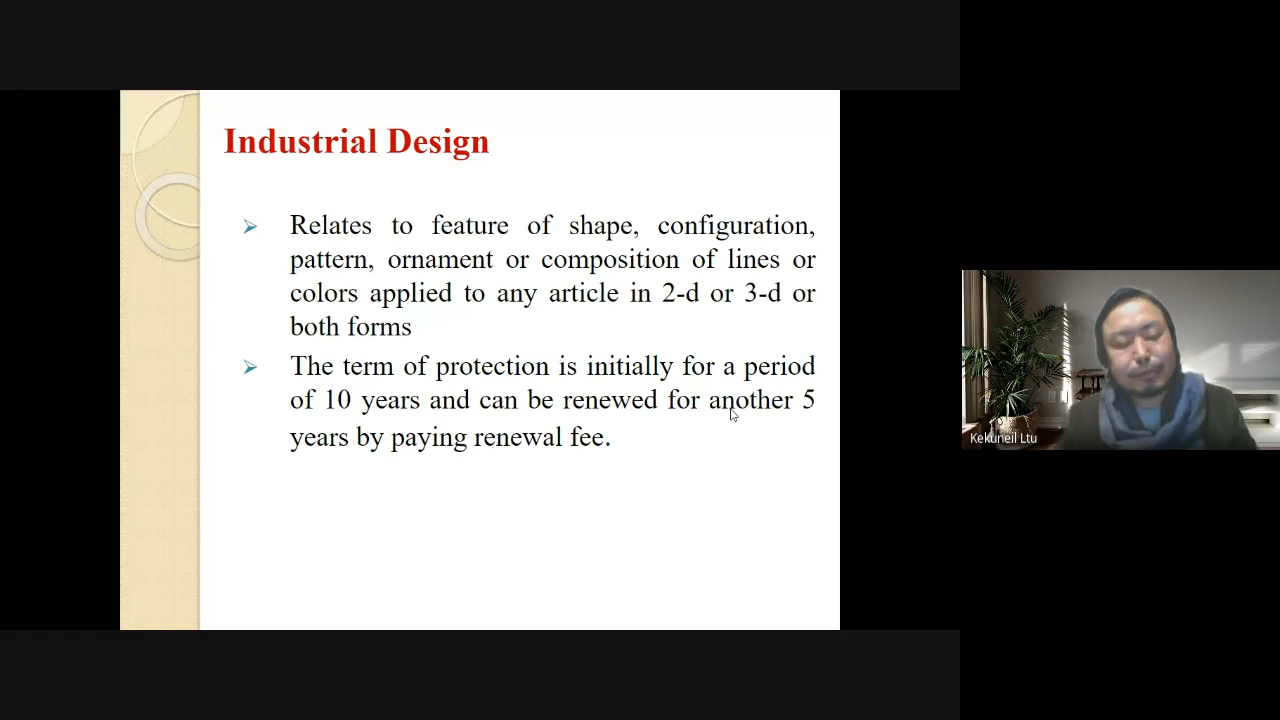 Industrial Design
Relates to feature of shape, configuration,
pattern, ornament or composition of lines or
colors applied to any article in 2-d or 3-d or
both forms
The term of protection is initially for a period
of 10 years and can be renewed for another 5
years by paying renewal fee.
Kekuneil Ltu